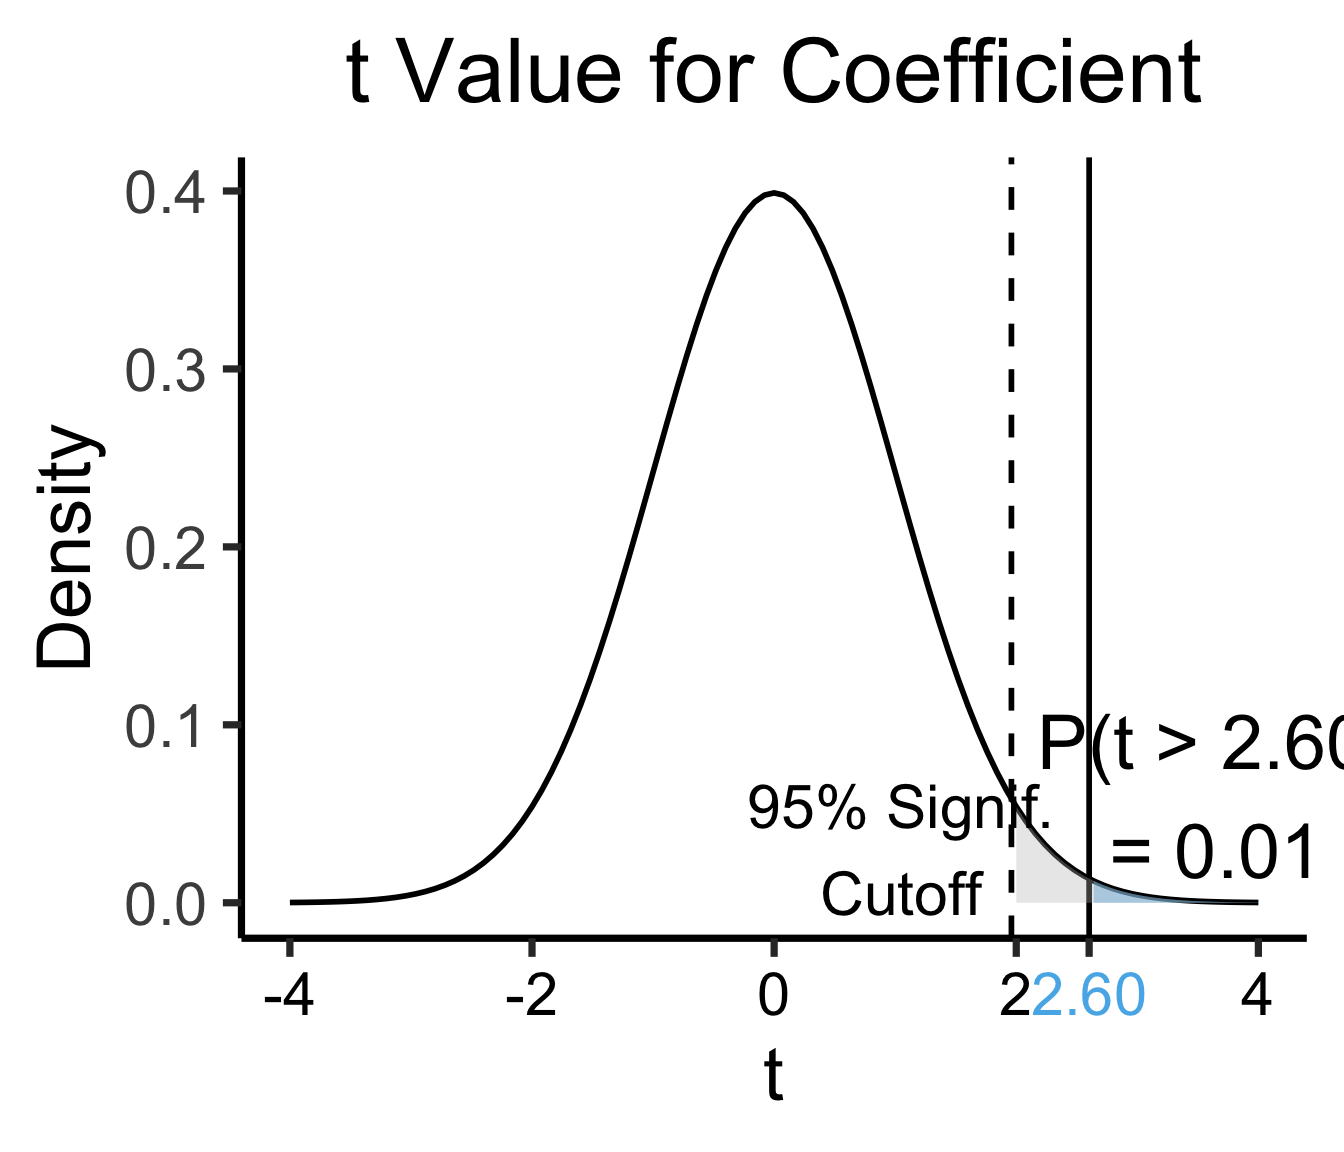 t Value for Coefficient
Density
0.4
0.3
0.2
0.1
0.0
P(t > 2.60
= 0.01
95% Signif.
Cutoff
-4 -2 0 2 2.60 4
t